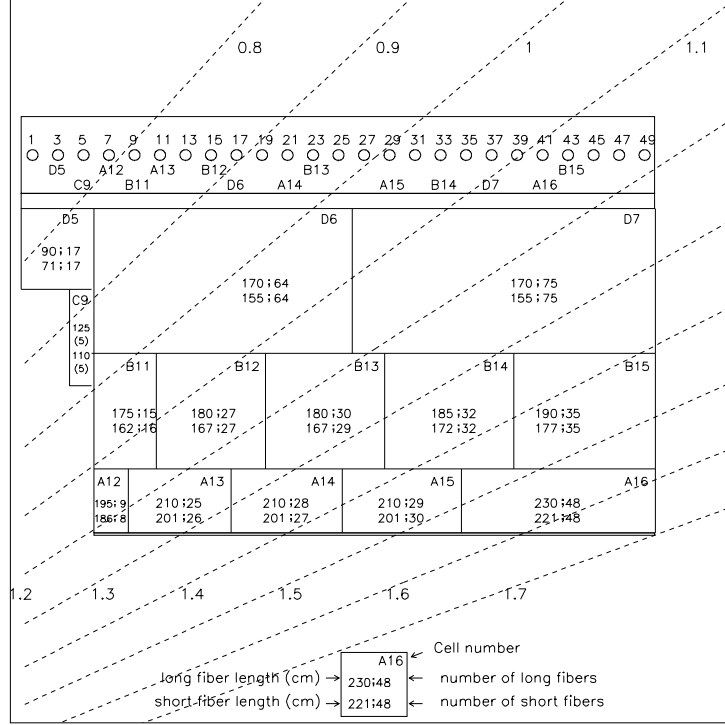 0.8 0.9 1 1.1
1 3 5 7 9 11 13 15 17 19 21 23 25 27 29 31 33 35 37 39 41 43 45 47 49
D5 A12 A13 B12 B13 B15
C9 B11 D6 A14 A15 B14 D7 A16
D5 D6 D7
90;17
71;17
170;64 170;75
155;64 155;75
C9
125
(5)
110
(5)
B11 B12 B13 B14 B15
175;15 180;27 180;30 185;32 190;35
162;16 167;27 167;29 172;32 177;35
A12 A13 A14 A15 A16
195;9 210;25 210;28 210;29 230;48
186;8 201;26 201;27 201;30 221;48
1.2 1.3 1.4 1.5 1.6 1.7
Cell number
A16
long fiber length (cm) 230;48 number of long fibers
short fiber length (cm) 221;48 number of short fibers